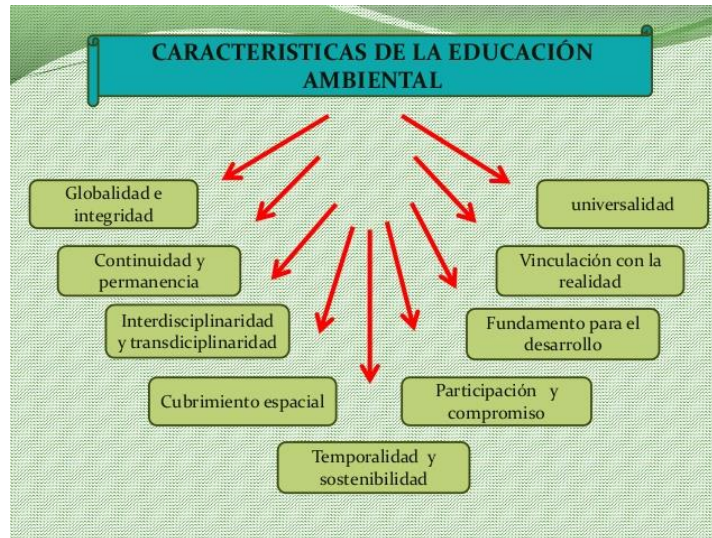 CARACTERISTICAS DE LA EDUCACIÓN
AMBIENTAL
Globalidad e
integridad
universalidad
Continuidad y
permanencia
Vinculación con la
realidad
Interdisciplinaridad
y transdiciplinaridad
Fundamento para el
desarrollo
Cubrimiento espacial
Participación y
compromiso
Temporalidad y
sostenibilidad